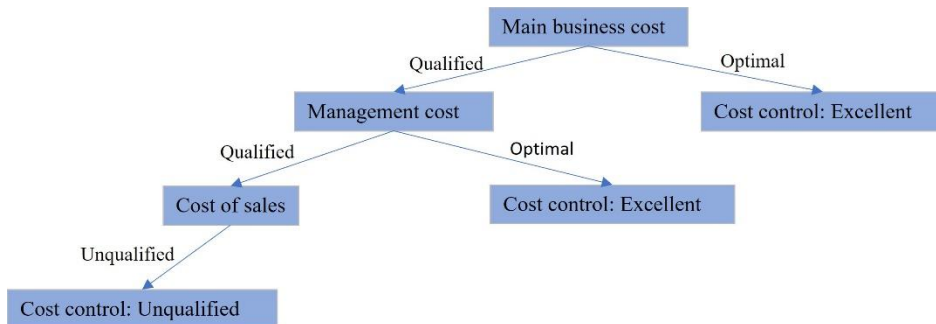 Main business cost
Qualified
Optimal
Management cost
Cost control: Excellent
Qualified
Optimal
Cost of sales
Cost control: Excellent
Unqualified
Cost control: Unqualified